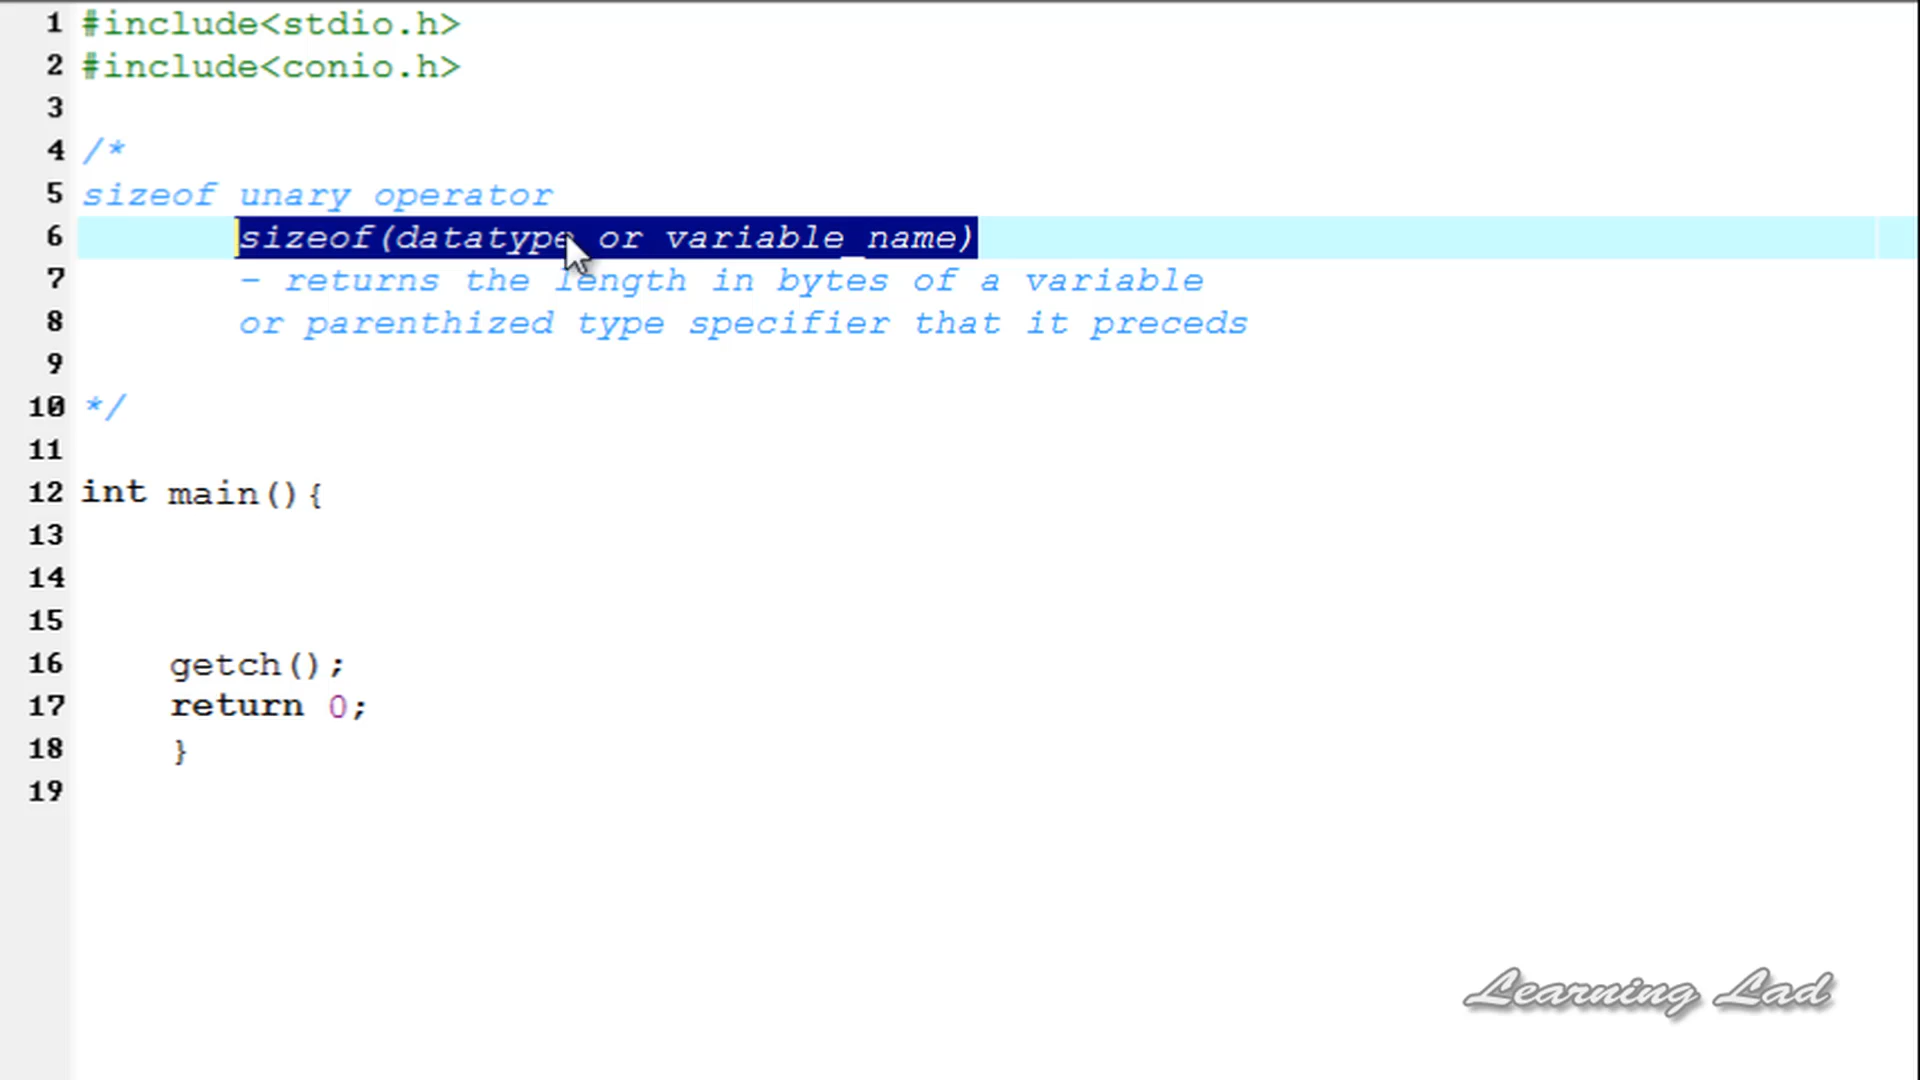 1 #include<stdio.h>
2 #include<conio.h>
3
4 /*
5 sizeof unary operator
6 sizeof(datatype or variable_name)
7 - returns the length in bytes of a variable
8 or parenthized type specifier that it preceds
9
10 */
11
12 int main(){
13
14
15
16 getch();
17 return 0;
18 }
19
Learning Lad